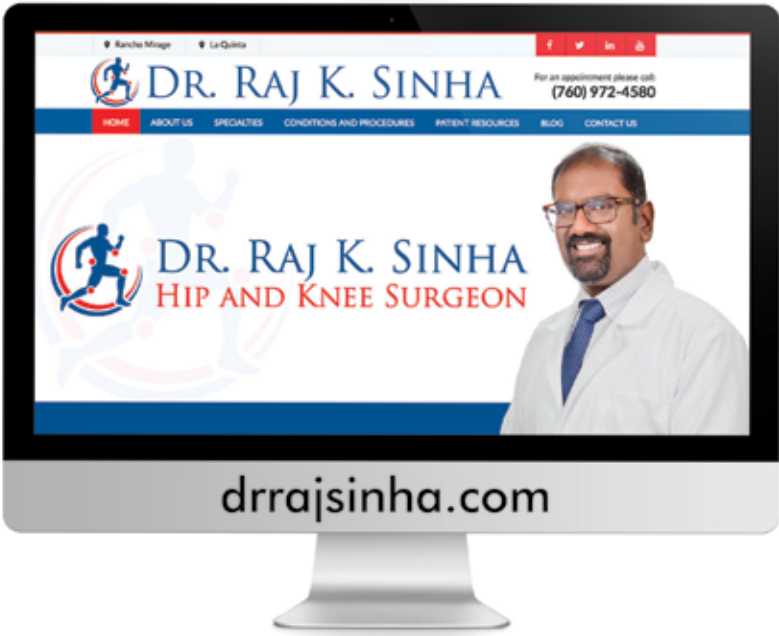 Rancho Mirage La Quinta
DR. RAJ K. SINHA
For an appointment please call:
(760) 972-4580
HOME ABOUT US SPECIALTIES CONDITIONS AND PROCEDURES PATIENT RESOURCES BLOG CONTACT US
DR. RAJ K. SINHA
HIP AND KNEE SURGEON
drrajsinha.com